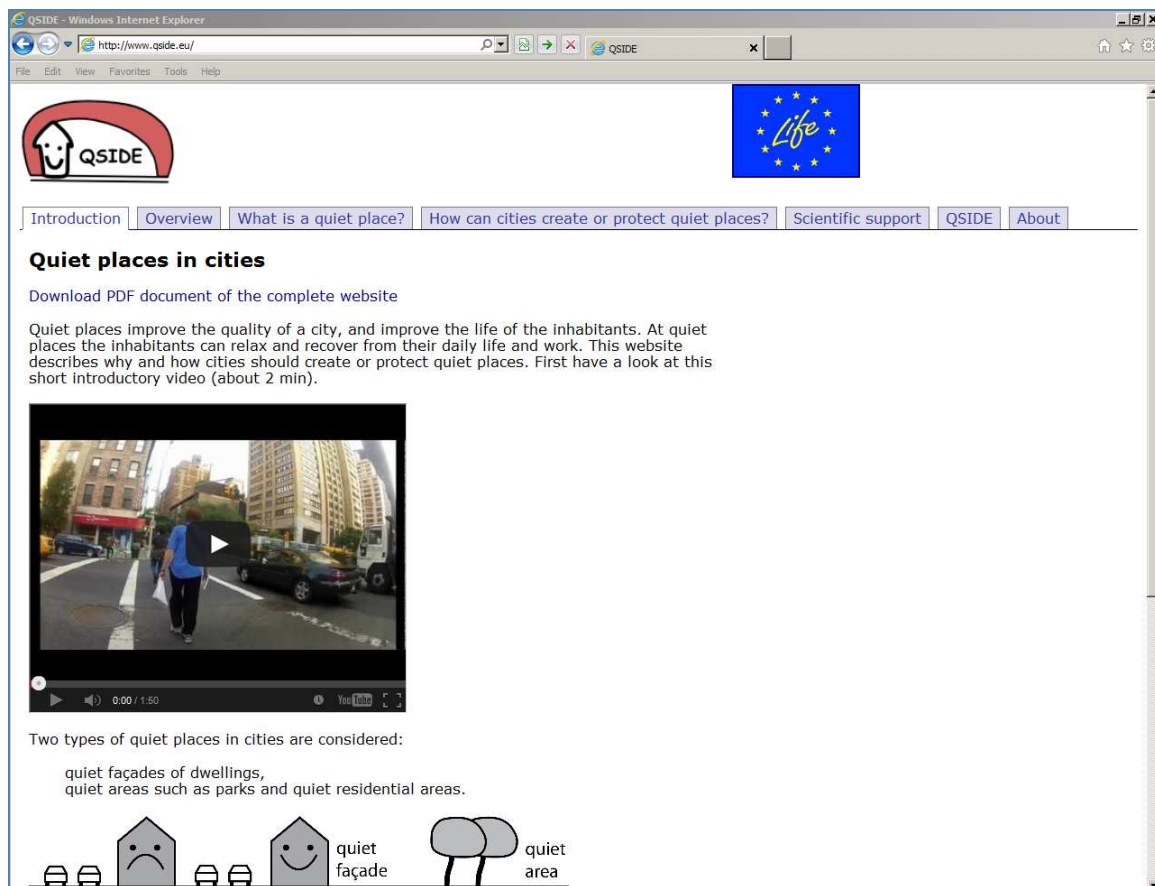 QSIDE - Windows Internet Explorer
http://www.qside.eu/
QSIDE
File Edit View Favorites Tools Help
QSIDE
Life
Introduction Overview What is a quiet place? How can cities create or protect quiet places? Scientific support QSIDE About
Quiet places in cities
Download PDF document of the complete website
Quiet places improve the quality of a city, and improve the life of the inhabitants. At quiet
places the inhabitants can relax and recover from their daily life and work. This website
describes why and how cities should create or protect quiet places. First have a look at this
short introductory video (about 2 min).
0:00 / 1:50
YouTube
Two types of quiet places in cities are considered:
quiet façades of dwellings,
quiet areas such as parks and quiet residential areas.
quiet
façade
quiet
area